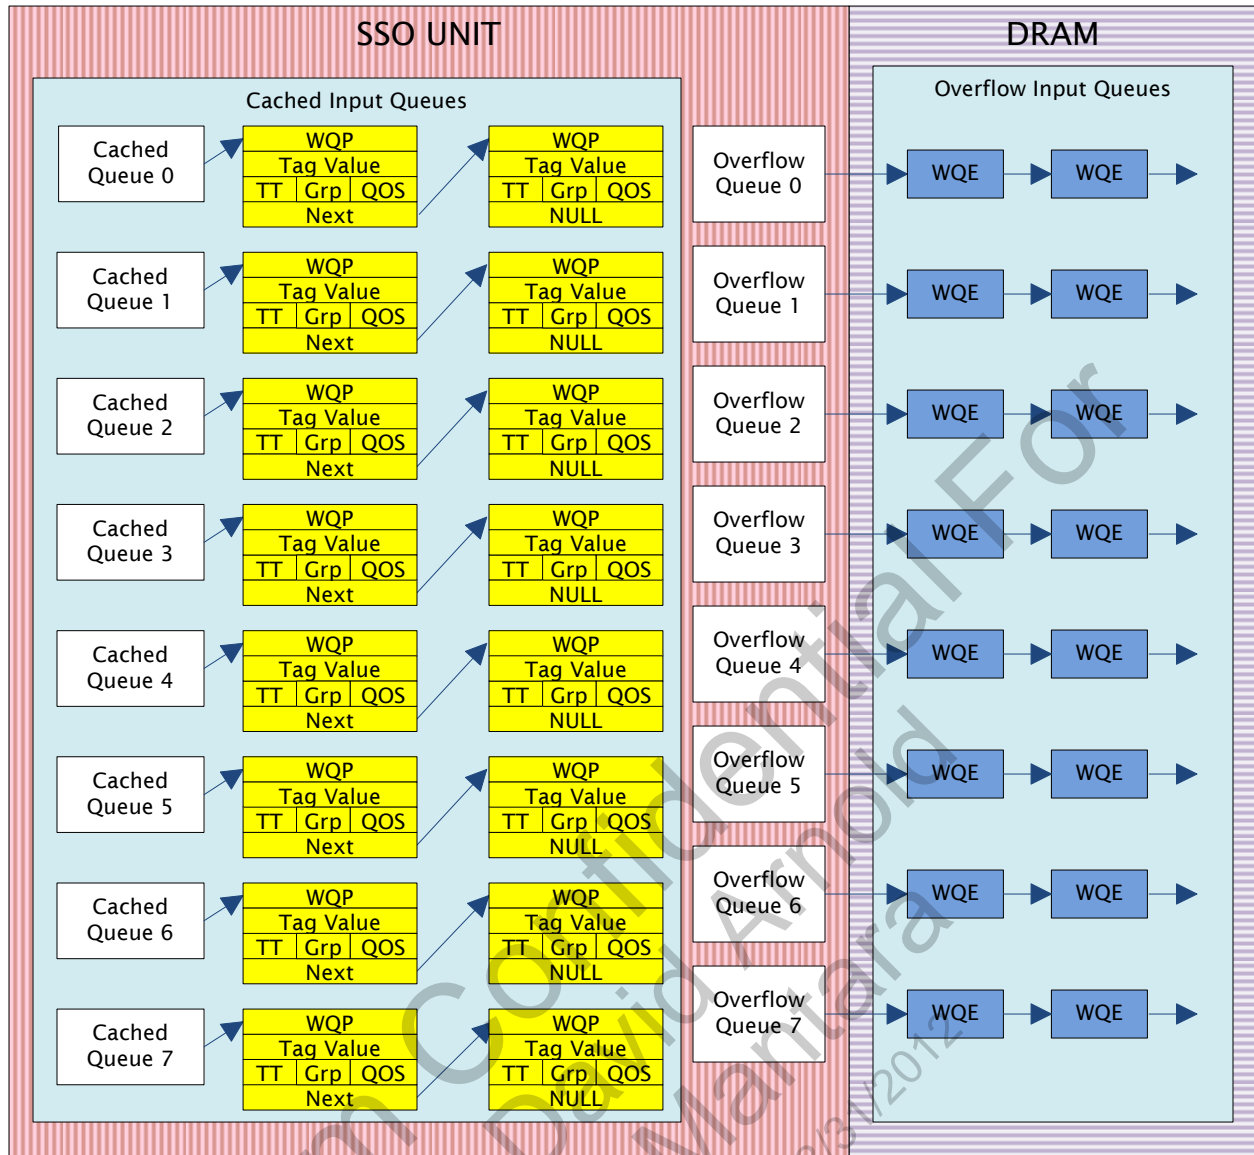 SSO UNIT
DRAM
Cached Input Queues
Overflow Input Queues
Cached
Queue 0
WQP
Tag Value
TT Grp QOS
Next
WQP
Tag Value
TT Grp QOS
NULL
Overflow
Queue 0
WQE
WQE
Cached
Queue 1
WQP
Tag Value
TT Grp QOS
Next
WQP
Tag Value
TT Grp QOS
NULL
Overflow
Queue 1
WQE
WQE
Cached
Queue 2
WQP
Tag Value
TT Grp QOS
Next
WQP
Tag Value
TT Grp QOS
NULL
Overflow
Queue 2
WQE
WQE
Cached
Queue 3
WQP
Tag Value
TT Grp QOS
Next
WQP
Tag Value
TT Grp QOS
NULL
Overflow
Queue 3
WQE
WQE
Cached
Queue 4
WQP
Tag Value
TT Grp QOS
Next
WQP
Tag Value
TT Grp QOS
NULL
Overflow
Queue 4
WQE
WQE
Cached
Queue 5
WQP
Tag Value
TT Grp QOS
Next
WQP
Tag Value
TT Grp QOS
NULL
Overflow
Queue 5
WQE
WQE
Cached
Queue 6
WQP
Tag Value
TT Grp QOS
Next
WQP
Tag Value
TT Grp QOS
NULL
Overflow
Queue 6
WQE
WQE
Cached
Queue 7
WQP
Tag Value
TT Grp QOS
Next
WQP
Tag Value
TT Grp QOS
NULL
Overflow
Queue 7
WQE
WQE
Confidential For
David Arnold
Mantara
/31/2012